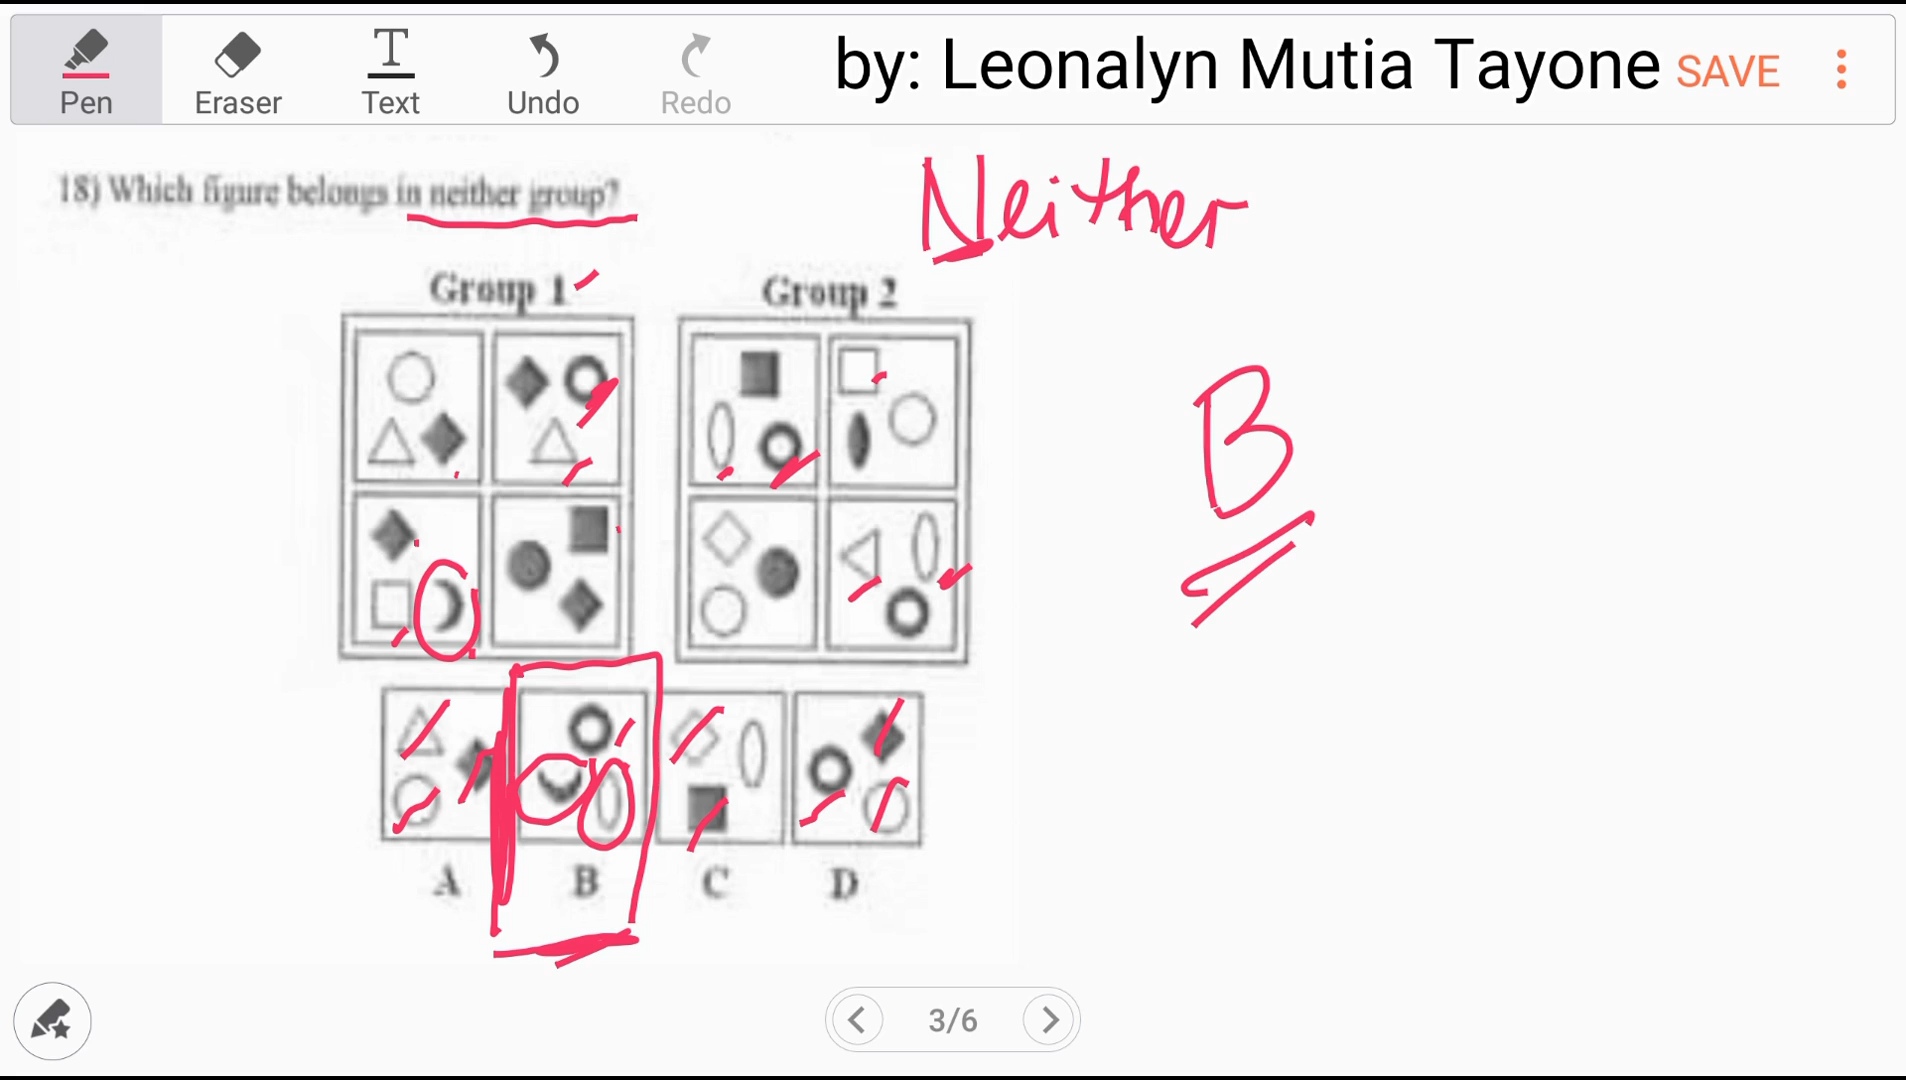 by: Leonalyn Mutia Tayone
SAVE
Pen
Eraser
Text
Undo
Redo
18) Which figure belongs in neither group?
Neither
Group 1
Group 2
B
A
B
C
D
3/6